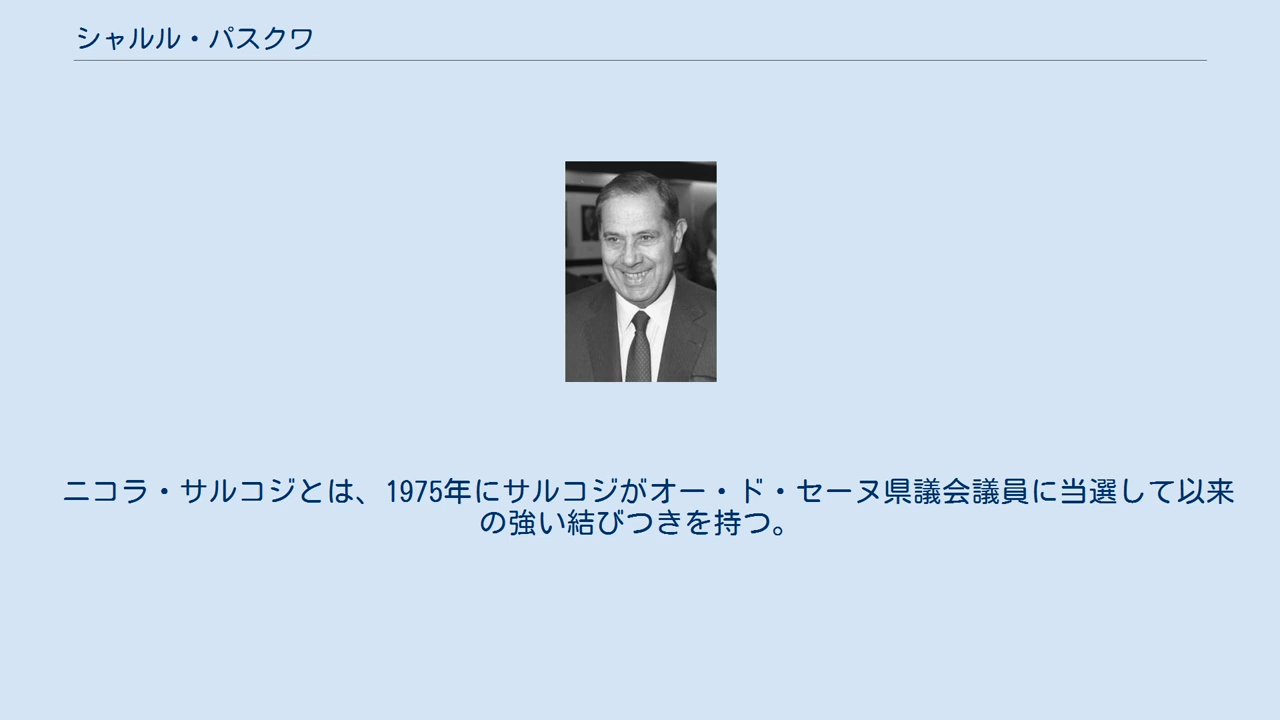 シャルル・パスクワ
ニコラ・サルコジとは、1975年にサルコジがオー・ド・セーヌ県議会議員に当選して以来
の強い結びつきを持つ。